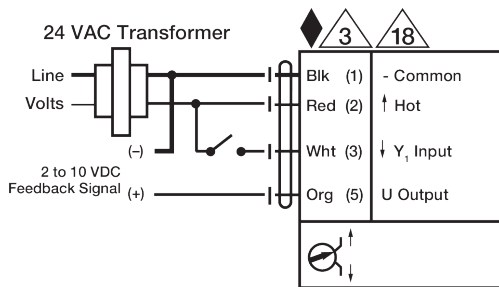 3 18
24 VAC Transformer
Line
Volts
Blk (1) - Common
Red (2) Hot
(–)
Wht (3) Y1 Input
2 to 10 VDC
Feedback Signal (+)
Org (5) U Output